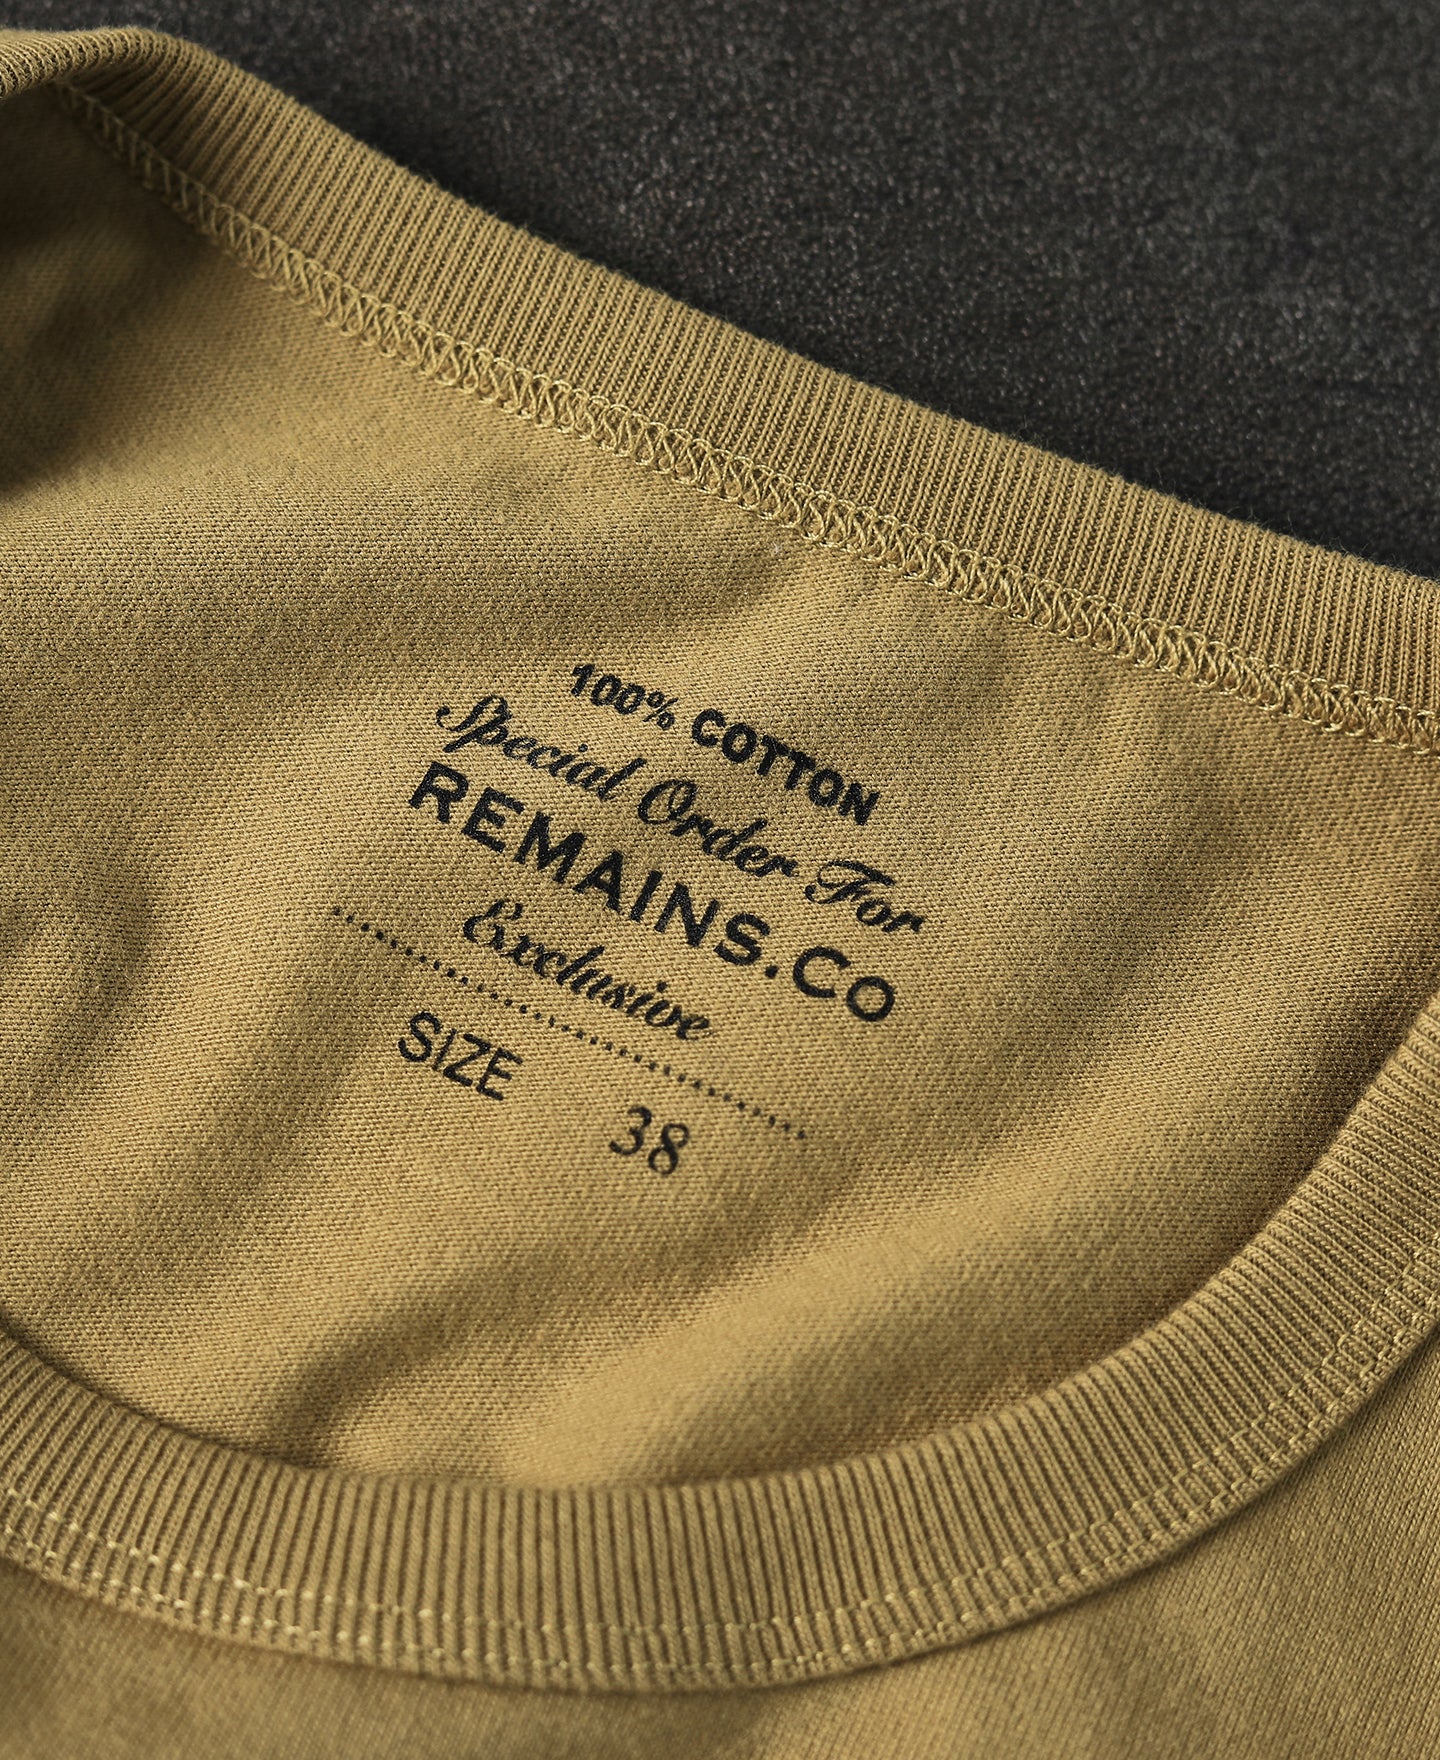 100% COTTON
Special Order For
REMAINS.CO
Exclusive
SIZE 38